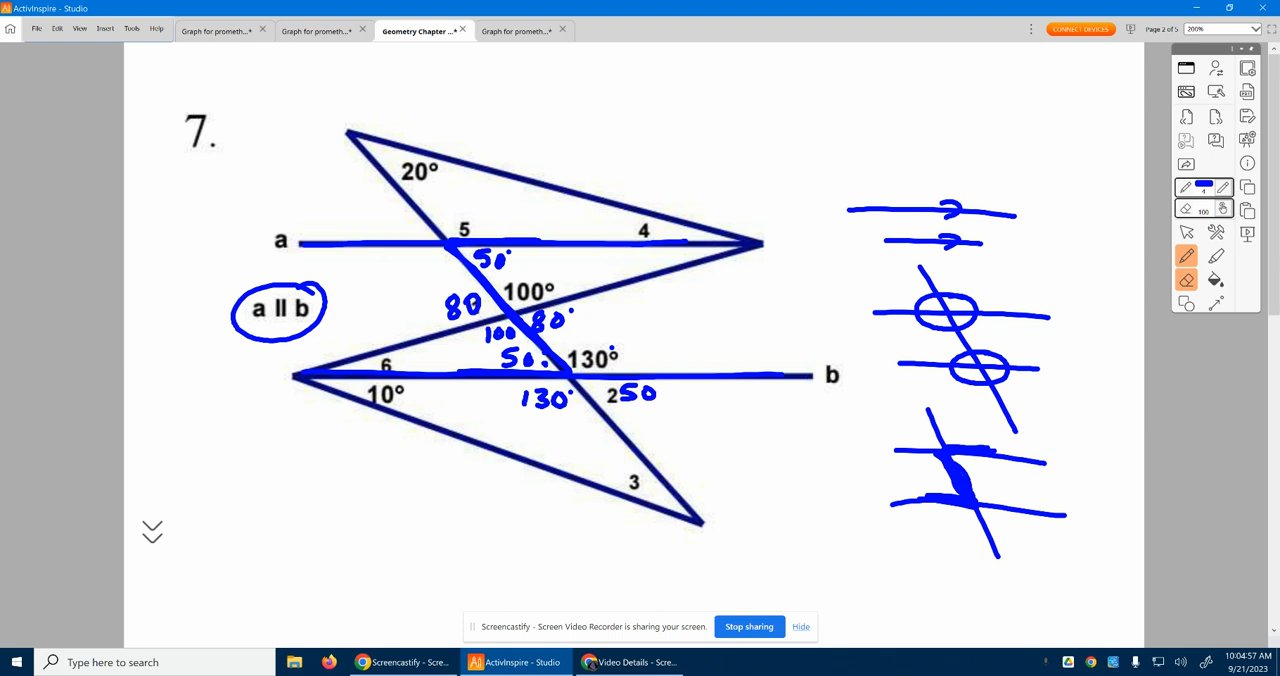 ActivInspire - Studio
File Edit View Insert Tools Help
Graph for prometh...*
Graph for prometh...*
Geometry Chapter ...*
Graph for prometh...*
CONNECT DEVICES
Page 2 of 5
200%
7.
20°
5
4
a
50°
a ll b
100°
80
80°
100
50°
130°
6
b
10°
130°
2
50
3
4
100
Screencastify - Screen Video Recorder is sharing your screen.
Stop sharing
Hide
Type here to search
Screencastify - Scre...
ActivInspire - Studio
Video Details - Scre...
10:04:57 AM
9/21/2023